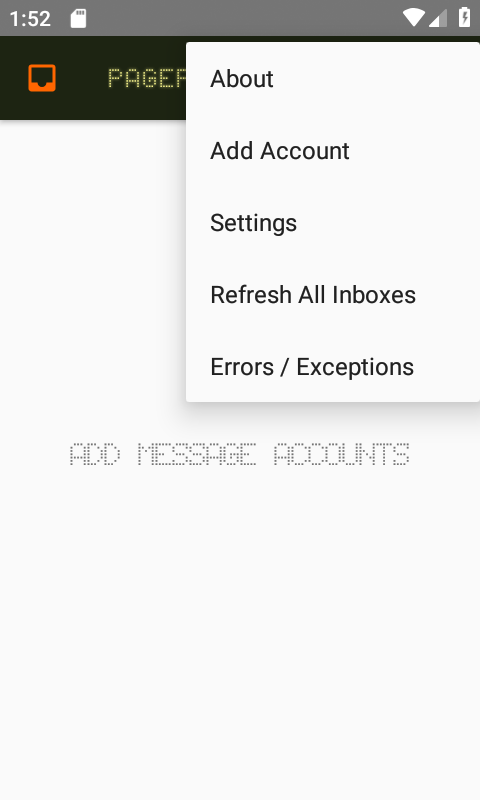 1:52
About
Add Account
Settings
Refresh All Inboxes
Errors / Exceptions
ADD MESSAGE ACCOUNTS